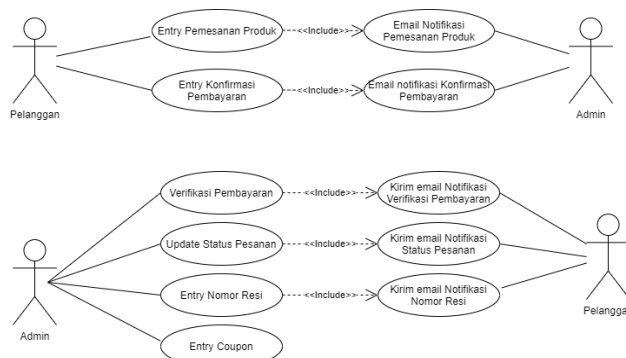 Entry Pemesanan Produk
<<Include>>
Email Notifikasi
Pemesanan Produk
Entry Konfirmasi
Pembayaran
<<Include>>
Email notifikasi Konfirmasi
Pembayaran
Pelanggan
Admin
Verifikasi Pembayaran
<<Include>>
Kirim email Notifikasi
Verifikasi Pembayaran
Update Status Pesanan
<<Include>>
Kirim email Notifikasi
Status Pesanan
Entry Nomor Resi
<<Include>>
Kirim email Notifikasi
Nomor Resi
Pelangga
Admin
Entry Coupon